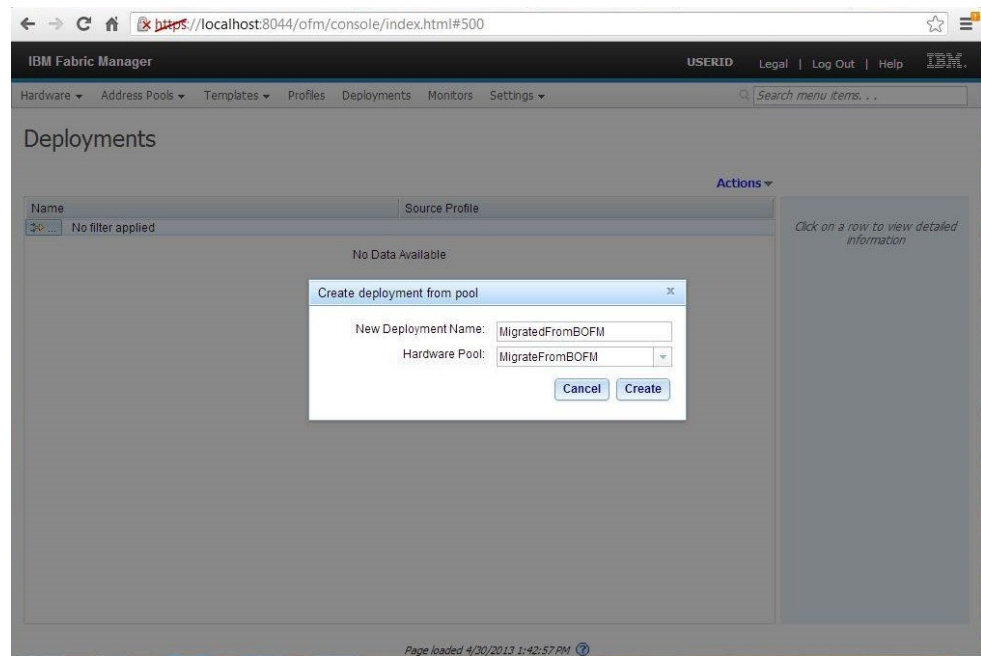 https://localhost:8044/ofm/console/index.html#500
IBM Fabric Manager USERID Legal | Log Out | Help IBM.
Hardware Address Pools Templates Profiles Deployments Monitors Settings Search menu items. . .
Deployments
Actions
Name Source Profile
... No filter applied
Click on a row to view detailed information
No Data Available
Create deployment from pool x
New Deployment Name: MigratedFromBOFM
Hardware Pool: MigrateFromBOFM
Cancel Create
Page loaded 4/30/2013 1:42:57 PM ?